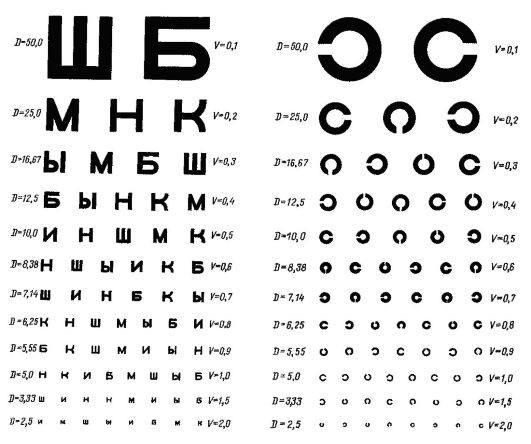 D=50,0 Ш Б V=0,1
D=25,0 М Н К V=0,2
D=16,67 Ы М Б Ш V=0,3
D=12,5 Б Ы Н К М V=0,4
D=10,0 И Н Ш М К V=0,5
D=8,38 Н Ш Ы И К Б V=0,6
D=7,14 Ш И Н Б К Ы V=0,7
D=6,25 К Н Ш М Ы Б И V=0,8
D=5,55 Б К Ш М И Ы Н V=0,9
D=5,0 Н К И Б М Ш Ы Б V=1,0
D=3,33 Ш И Н К М И Ы Б V=1,5
D=2,5 И М Ш Ы Б Н К М V=2,0
D=50,0 V=0,1
D=25,0 V=0,2
D=16,67 V=0,3
D=12,5 V=0,4
D=10,0 V=0,5
D=8,38 V=0,6
D=7,14 V=0,7
D=6,25 V=0,8
D=5,55 V=0,9
D=5,0 V=1,0
D=3,33 V=1,5
D=2,5 V=2,0